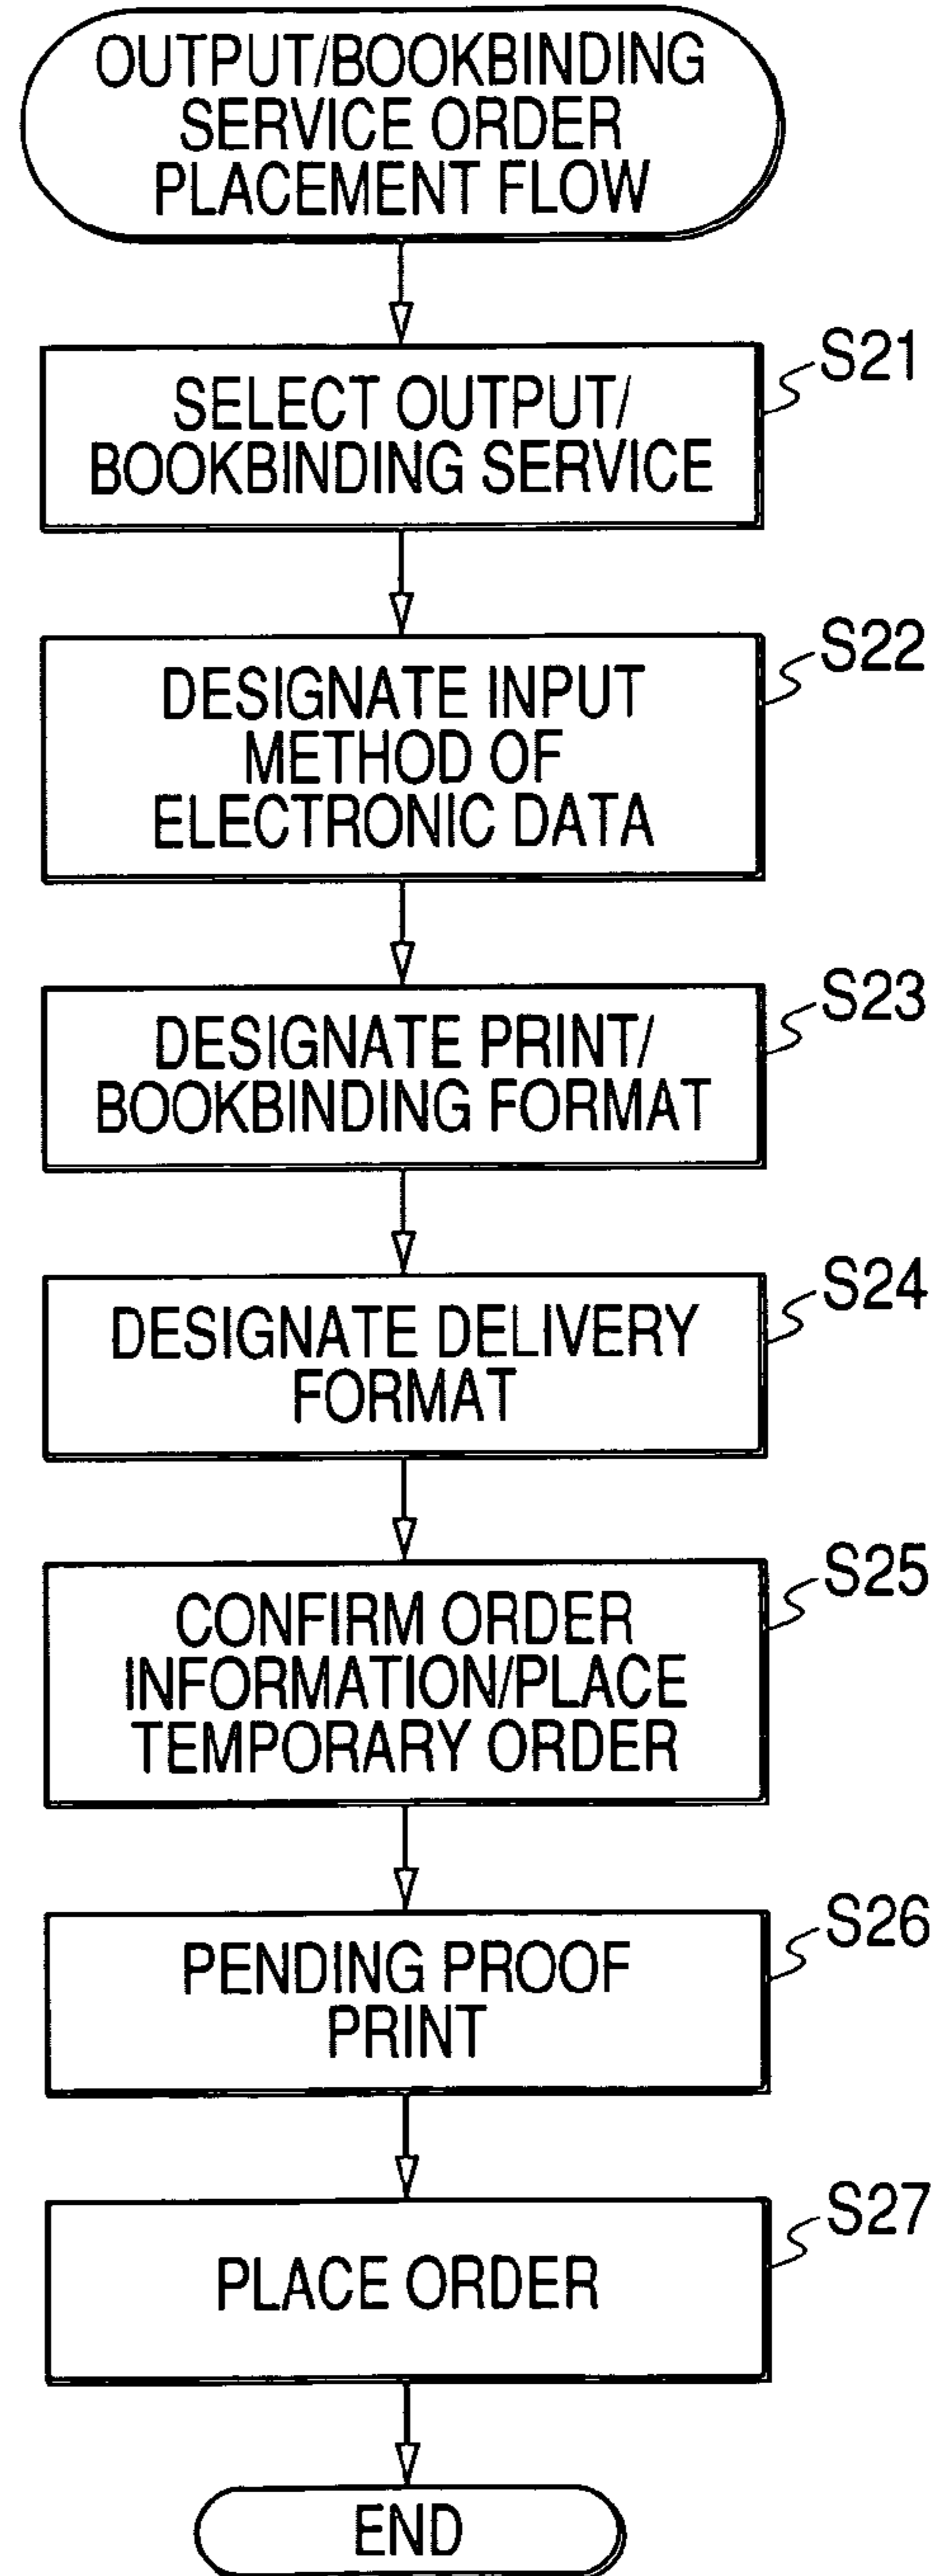 OUTPUT/BOOKBINDING
SERVICE ORDER
PLACEMENT FLOW
S21
SELECT OUTPUT/
BOOKBINDING SERVICE
S22
DESIGNATE INPUT
METHOD OF
ELECTRONIC DATA
S23
DESIGNATE PRINT/
BOOKBINDING FORMAT
S24
DESIGNATE DELIVERY
FORMAT
S25
CONFIRM ORDER
INFORMATION/PLACE
TEMPORARY ORDER
S26
PENDING PROOF
PRINT
S27
PLACE ORDER
END